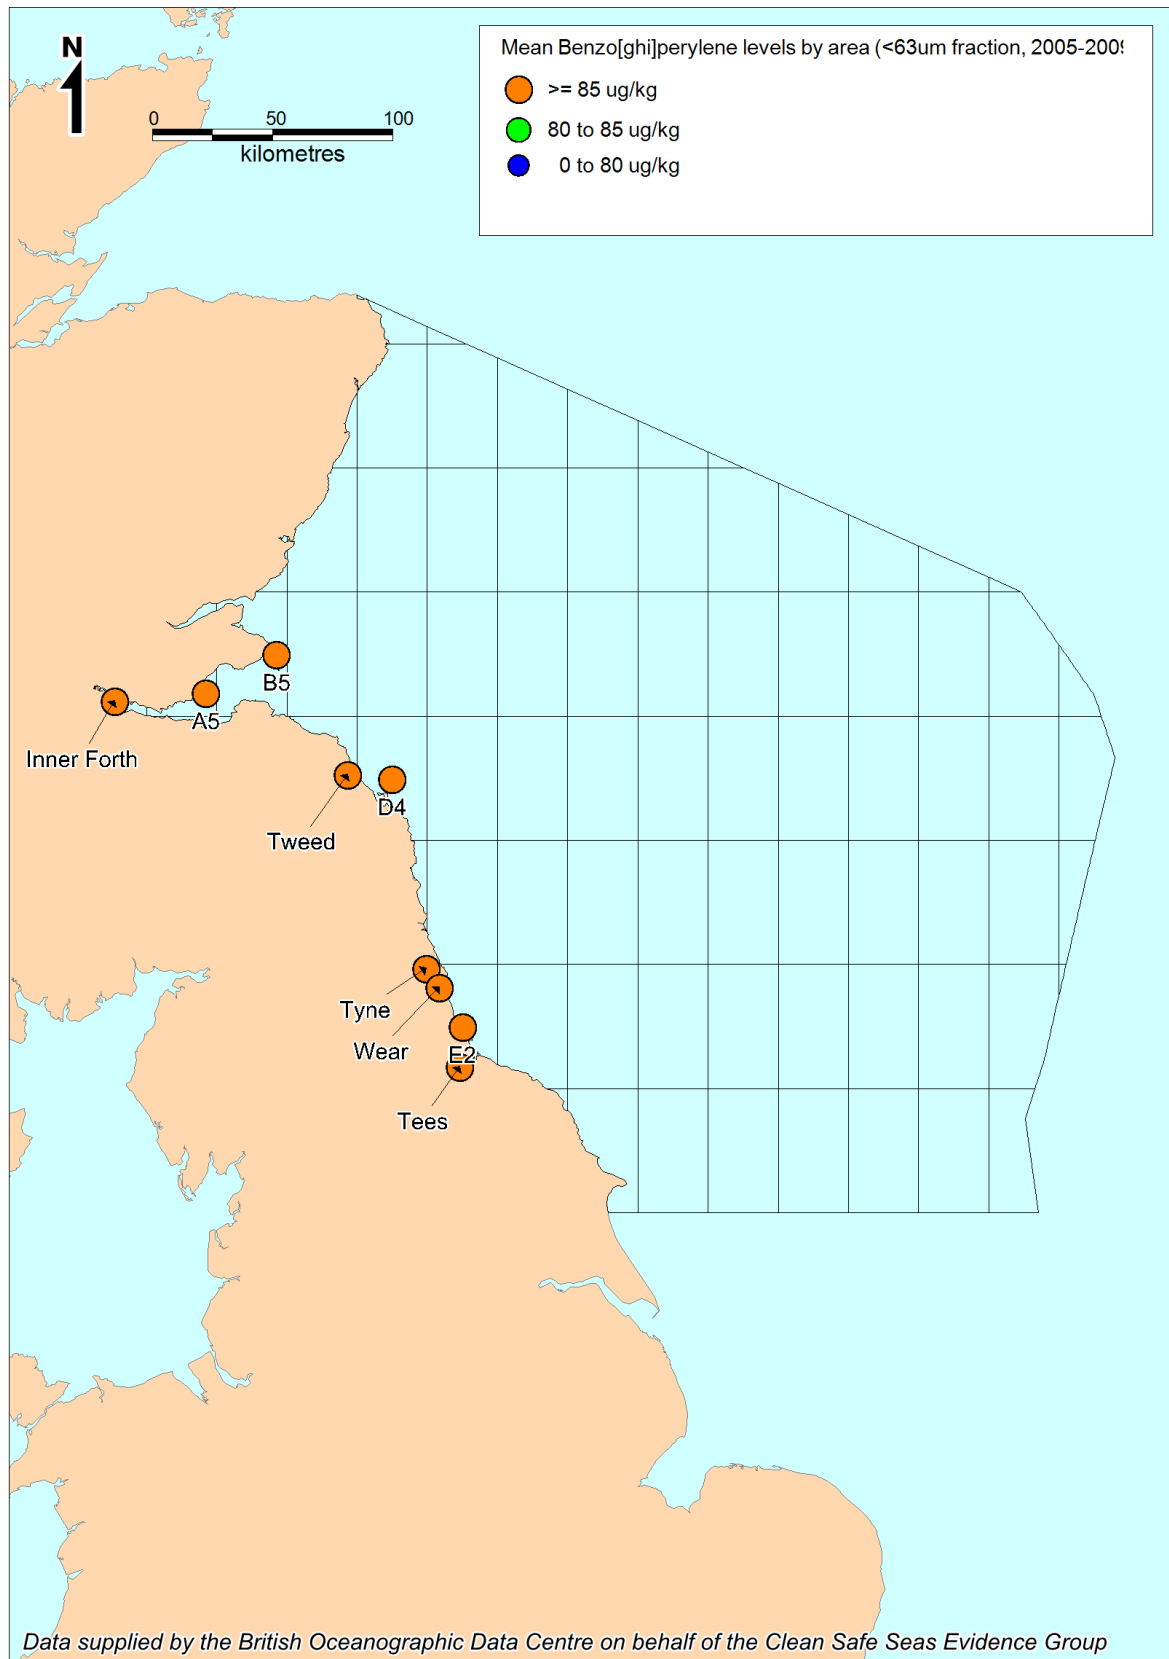 N
Mean Benzo[ghi]perylene levels by area (<63um fraction, 2005-2009
>= 85 ug/kg
80 to 85 ug/kg
0 to 80 ug/kg
0 50 100
kilometres
B5
A5
Inner Forth
D4
Tweed
Tyne
Wear
E2
Tees
Data supplied by the British Oceanographic Data Centre on behalf of the Clean Safe Seas Evidence Group